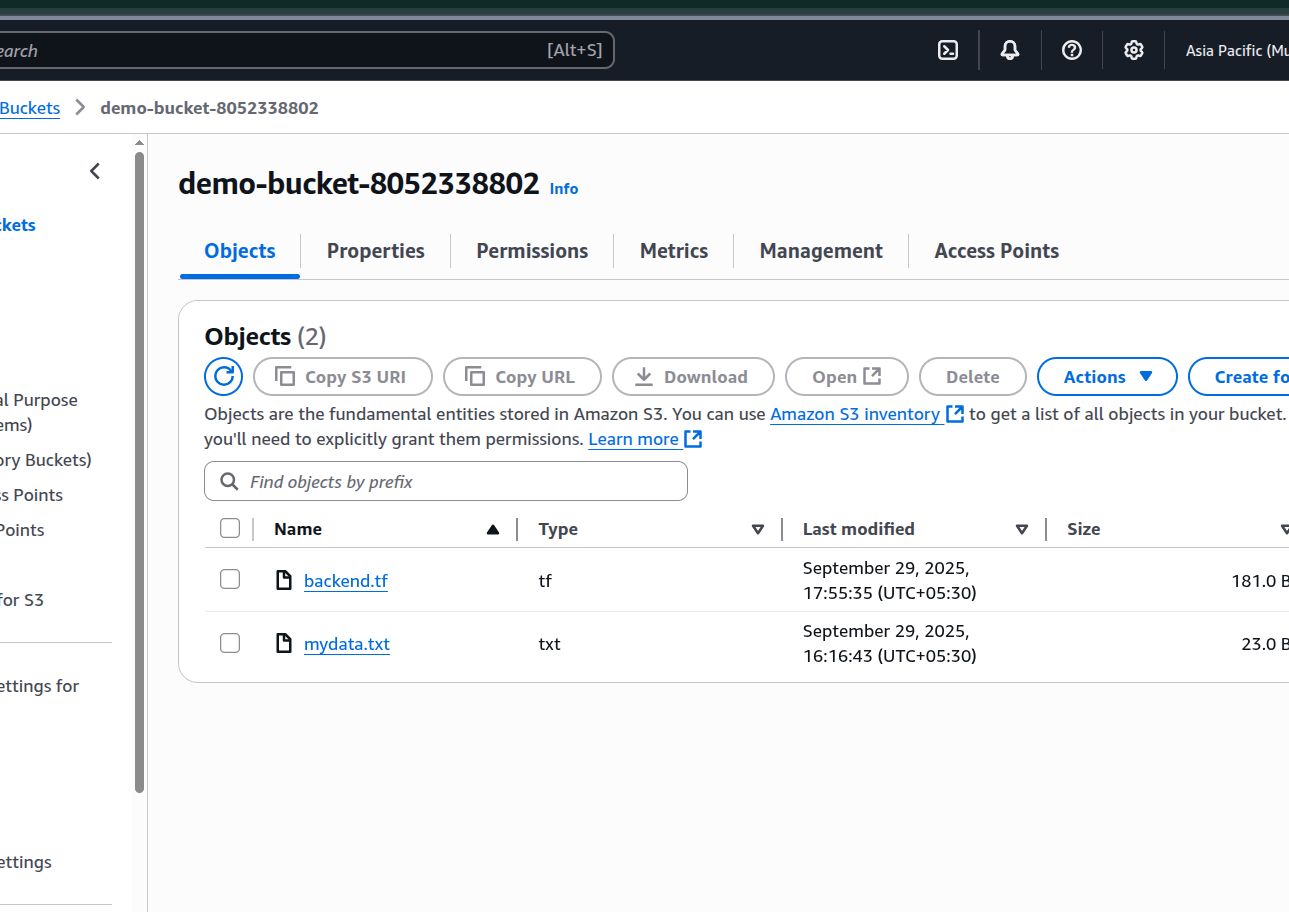 earch [Alt+S] Asia Pacific (Mu
Buckets demo-bucket-8052338802
demo-bucket-8052338802 Info
kets
al Purpose
ems)
ory Buckets)
s Points
Points
for S3
ettings for
ettings
Objects Properties Permissions Metrics Management Access Points
Objects (2)
Copy S3 URI Copy URL Download Open Delete Actions Create fo
Objects are the fundamental entities stored in Amazon S3. You can use Amazon S3 inventory to get a list of all objects in your bucket.
you'll need to explicitly grant them permissions. Learn more
Find objects by prefix
Name Type Last modified Size
backend.tf tf September 29, 2025, 17:55:35 (UTC+05:30) 181.0 B
mydata.txt txt September 29, 2025, 16:16:43 (UTC+05:30) 23.0 B